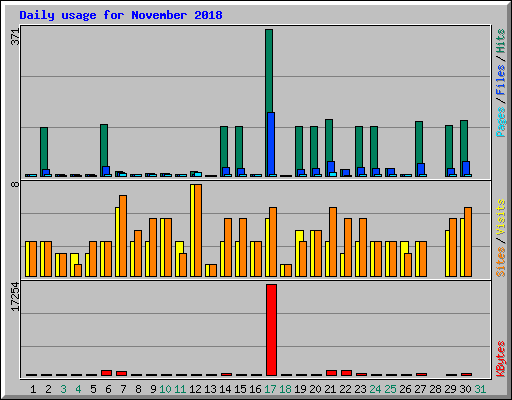 Daily usage for November 2018
371
Pages/Files/Hits
8
Sites/Visits
17254
KBytes
1 2 3 4 5 6 7 8 9 10 11 12 13 14 15 16 17 18 19 20 21 22 23 24 25 26 27 28 29 30 31